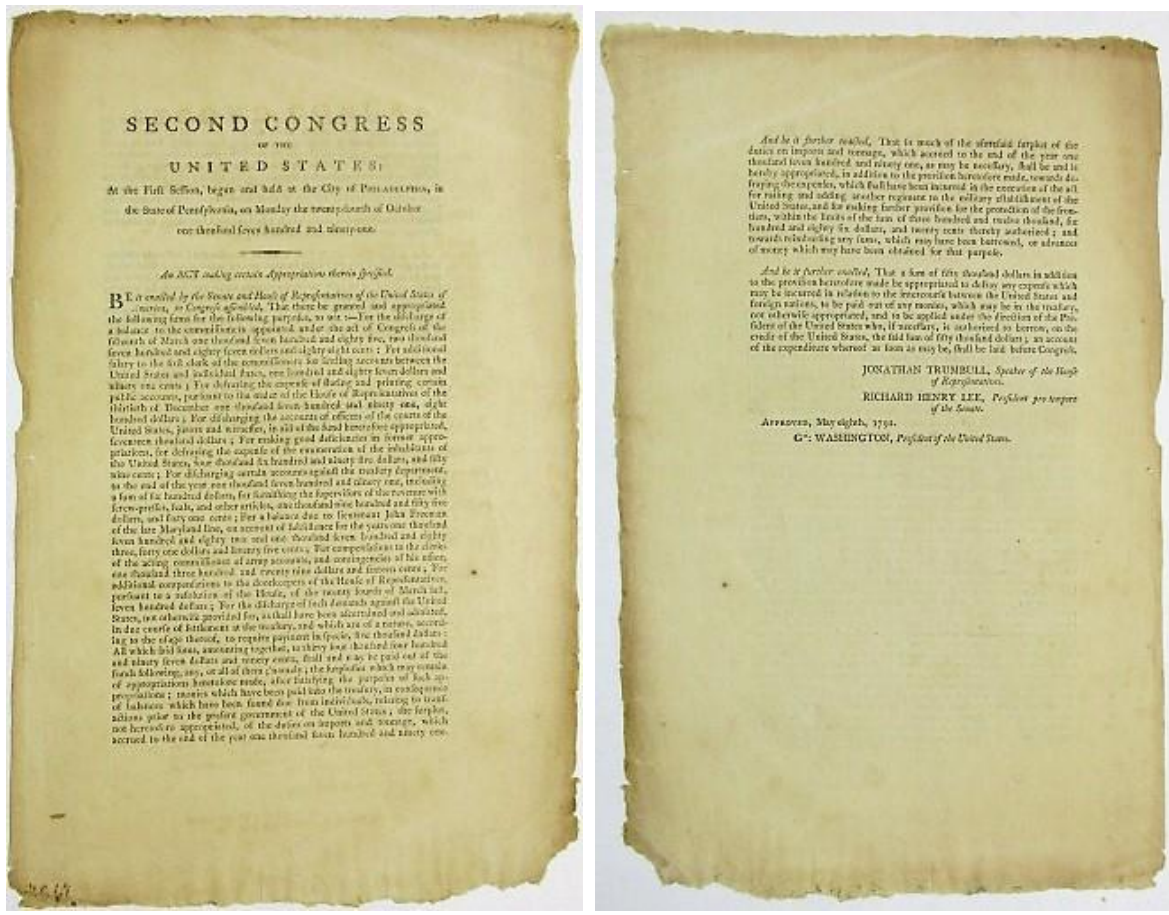 SECOND CONGRESS
OF THE
UNITED STATES:
At the First Session, begun and held at the City of PHILADELPHIA, in
the State of Pennsylvania, on Monday the twenty-fourth of October
one thousand seven hundred and ninety-one.
An ACT making certain Appropriations therein specified.
BE it enacted by the Senate and House of Representatives of the United States of
America, in Congress assembled, That there be granted and appropriated
the following sums for the following purposes, to wit:—For the discharge of
a balance to the commissioners appointed under the act of Congress of the
fifteenth of March one thousand seven hundred and eighty five, two thousand
seven hundred and eighty seven dollars and eighty eight cents; For additional
salary to the first clerk of the commissioners for settling accounts between the
United States and individual states, one hundred and eighty seven dollars and
ninety one cents; For defraying the expense of stating and printing certain
public accounts, pursuant to the order of the House of Representatives of the
thirtieth of December one thousand seven hundred and ninety one, eight
hundred dollars; For discharging the accounts of officers of the courts of the
United States, jurors and witnesses, in aid of the fund heretofore appropriated,
seventeen thousand dollars; For making good deficiencies in former appro-
priations, for defraying the expense of the enumeration of the inhabitants of
the United States, four thousand six hundred and ninety five dollars, and fifty
nine cents; For discharging certain accounts against the treasury department,
to the end of the year one thousand seven hundred and ninety one, including
a sum of six hundred dollars, for furnishing the supervisors of the revenue with
screw-presses, seals, and other articles, one thousand nine hundred and fifty five
dollars, and forty one cents; For a balance due to lieutenant John Freeman
of the late Maryland line, on account of subsistence for the years one thousand
seven hundred and eighty two and one thousand seven hundred and eighty
three, forty one dollars and seventy five cents; For compensations to the clerks
of the acting commissioner of army accounts, and contingencies of his office,
one thousand three hundred and twenty nine dollars and sixteen cents; For
additional compensations to the doorkeepers of the House of Representatives,
pursuant to a resolution of the House, of the twenty fourth of March last,
seven hundred dollars; For the discharge of such demands against the United
States, not otherwise provided for, as shall have been ascertained and admitted,
in due course of settlement at the treasury, and which are of a nature, accord-
ing to the usage thereof, to require payment in specie, five thousand dollars:
All which said sums, amounting together, to thirty four thousand four hundred
and ninety seven dollars and ninety cents, shall and may be paid out of the
funds following, any, or all of them; namely; the surplusses which may remain
of appropriations heretofore made, after satisfying the purposes of such ap-
propriations; monies which have been paid into the treasury, in consequence
of balances which have been found due from individuals, relating to trans-
actions prior to the present government of the United States; the surplus,
not heretofore appropriated, of the duties on imports and tonnage, which
accrued to the end of the year one thousand seven hundred and ninety one.
And be it further enacted, That so much of the aforesaid surplus of the
duties on imports and tonnage, which accrued to the end of the year one
thousand seven hundred and ninety one, as may be necessary, shall be and is
hereby appropriated, in addition to the provision heretofore made, towards de-
fraying the expenses, which shall have been incurred in the execution of the act
for raising and adding another regiment to the military establishment of the
United States, and for making farther provision for the protection of the fron-
tiers, within the limits of the sum of three hundred and twelve thousand, six
hundred and eighty six dollars, and twenty cents thereby authorized; and
towards reimbursing any sums, which may have been borrowed, or advances
of money which may have been obtained for that purpose.
And be it further enacted, That a sum of fifty thousand dollars in addition
to the provision heretofore made be appropriated to defray any expense which
may be incurred in relation to the intercourse between the United States and
foreign nations, to be paid out of any monies, which may be in the treasury,
not otherwise appropriated, and to be applied under the direction of the Pre-
sident of the United States who, if necessary, is authorized to borrow, on the
credit of the United States, the said sum of fifty thousand dollars; an account
of the expenditure whereof as soon as may be, shall be laid before Congress.
JONATHAN TRUMBULL, Speaker of the House
of Representatives.
RICHARD HENRY LEE, President pro tempore
of the Senate.
APPROVED, May eighth, 1792.
Go: WASHINGTON, President of the United States.